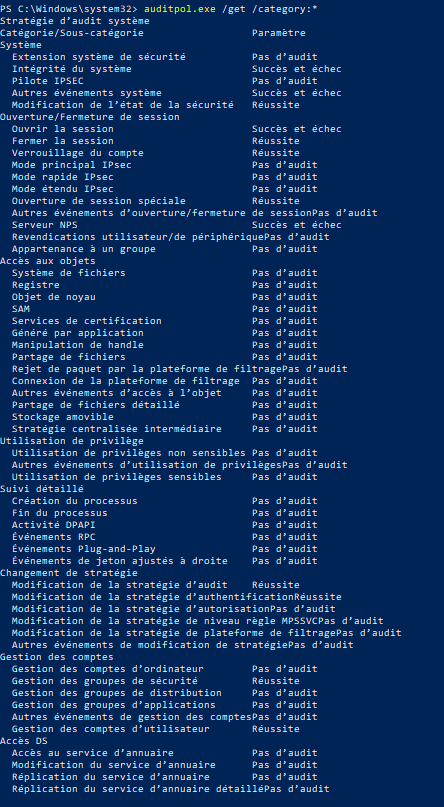 PS C:\Windows\system32> auditpol.exe /get /category:*
Stratégie d'audit système
Catégorie/Sous-catégorie                Paramètre
Système
  Extension système de sécurité           Pas d'audit
  Intégrité du système                    Succès et échec
  Pilote IPSEC                            Pas d'audit
  Autres événements système               Succès et échec
  Modification de l'état de la sécurité   Réussite
Ouverture/Fermeture de session
  Ouvrir la session                       Succès et échec
  Fermer la session                       Réussite
  Verrouillage du compte                  Réussite
  Mode principal IPsec                    Pas d'audit
  Mode rapide IPsec                       Pas d'audit
  Mode étendu IPsec                       Pas d'audit
  Ouverture de session spéciale           Réussite
  Autres événements d'ouverture/fermeture de sessionPas d'audit
  Serveur NPS                             Succès et échec
  Revendications utilisateur/de périphériquePas d'audit
  Appartenance à un groupe                Pas d'audit
Accès aux objets
  Système de fichiers                     Pas d'audit
  Registre                                Pas d'audit
  Objet de noyau                          Pas d'audit
  SAM                                     Pas d'audit
  Services de certification               Pas d'audit
  Généré par application                  Pas d'audit
  Manipulation de handle                  Pas d'audit
  Partage de fichiers                     Pas d'audit
  Rejet de paquet par la plateforme de filtragePas d'audit
  Connexion de la plateforme de filtrage  Pas d'audit
  Autres événements d'accès à l'objet     Pas d'audit
  Partage de fichiers détaillé            Pas d'audit
  Stockage amovible                       Pas d'audit
  Stratégie centralisée intermédiaire     Pas d'audit
Utilisation de privilège
  Utilisation de privilèges non sensibles Pas d'audit
  Autres événements d'utilisation de privilègesPas d'audit
  Utilisation de privilèges sensibles     Pas d'audit
Suivi détaillé
  Création du processus                   Pas d'audit
  Fin du processus                        Pas d'audit
  Activité DPAPI                          Pas d'audit
  Événements RPC                          Pas d'audit
  Événements Plug-and-Play                Pas d'audit
  Événements de jeton ajustés à droite    Pas d'audit
Changement de stratégie
  Modification de la stratégie d'audit    Réussite
  Modification de la stratégie d'authentificationRéussite
  Modification de la stratégie d'autorisationPas d'audit
  Modification de la stratégie de niveau règle MPSSVCPas d'audit
  Modification de la stratégie de plateforme de filtragePas d'audit
  Autres événements de modification de stratégiePas d'audit
Gestion des comptes
  Gestion des comptes d'ordinateur        Pas d'audit
  Gestion des groupes de sécurité         Réussite
  Gestion des groupes de distribution     Pas d'audit
  Gestion des groupes d'applications      Pas d'audit
  Autres événements de gestion des comptesPas d'audit
  Gestion des comptes d'utilisateur       Réussite
Accès DS
  Accès au service d'annuaire             Pas d'audit
  Modification du service d'annuaire      Pas d'audit
  Réplication du service d'annuaire       Pas d'audit
  Réplication du service d'annuaire détailléPas d'audit